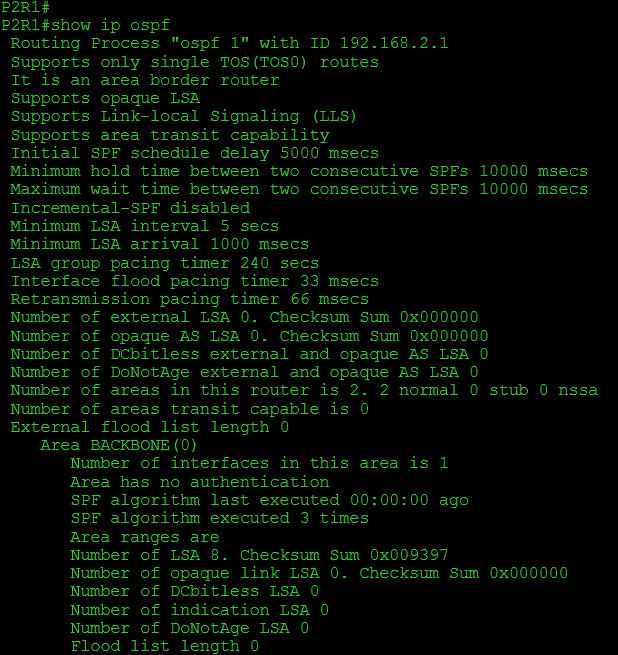 P2R1#
P2R1#show ip ospf
Routing Process "ospf 1" with ID 192.168.2.1
Supports only single TOS(TOS0) routes
It is an area border router
Supports opaque LSA
Supports Link-local Signaling (LLS)
Supports area transit capability
Initial SPF schedule delay 5000 msecs
Minimum hold time between two consecutive SPFs 10000 msecs
Maximum wait time between two consecutive SPFs 10000 msecs
Incremental-SPF disabled
Minimum LSA interval 5 secs
Minimum LSA arrival 1000 msecs
LSA group pacing timer 240 secs
Interface flood pacing timer 33 msecs
Retransmission pacing timer 66 msecs
Number of external LSA 0. Checksum Sum 0x000000
Number of opaque AS LSA 0. Checksum Sum 0x000000
Number of DCbitless external and opaque AS LSA 0
Number of DoNotAge external and opaque AS LSA 0
Number of areas in this router is 2. 2 normal 0 stub 0 nssa
Number of areas transit capable is 0
External flood list length 0
Area BACKBONE(0)
Number of interfaces in this area is 1
Area has no authentication
SPF algorithm last executed 00:00:00 ago
SPF algorithm executed 3 times
Area ranges are
Number of LSA 8. Checksum Sum 0x009397
Number of opaque link LSA 0. Checksum Sum 0x000000
Number of DCbitless LSA 0
Number of indication LSA 0
Number of DoNotAge LSA 0
Flood list length 0